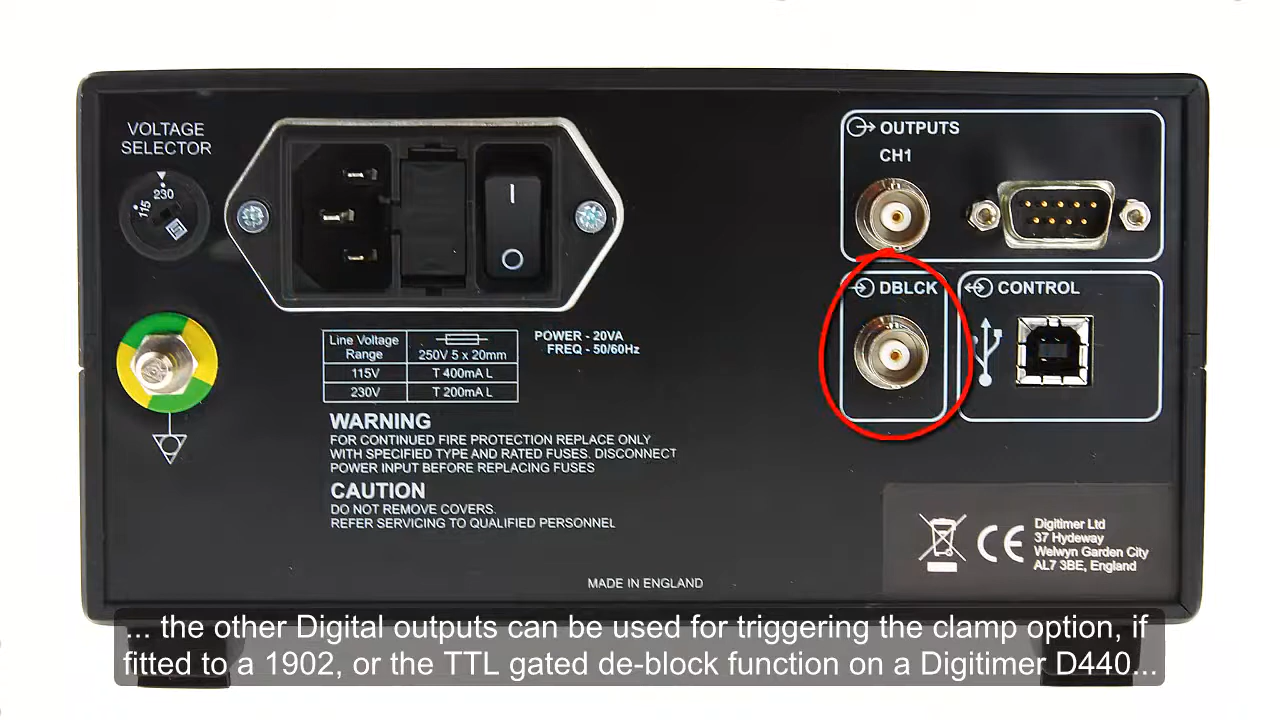 VOLTAGE
SELECTOR
230
115
I
O
Line Voltage
Range
250V 5 x 20mm
115V
T 400mA L
230V
T 200mA L
POWER - 20VA
FREQ - 50/60Hz
WARNING
FOR CONTINUED FIRE PROTECTION REPLACE ONLY
WITH SPECIFIED TYPE AND RATED FUSES. DISCONNECT
POWER INPUT BEFORE REPLACING FUSES
CAUTION
DO NOT REMOVE COVERS.
REFER SERVICING TO QUALIFIED PERSONNEL
OUTPUTS
CH1
DBLCK
CONTROL
CE
Digitimer Ltd
37 Hydeway
Welwyn Garden City
AL7 3BE, England
MADE IN ENGLAND
... the other Digital outputs can be used for triggering the clamp option, if
fitted to a 1902, or the TTL gated de-block function on a Digitimer D440...